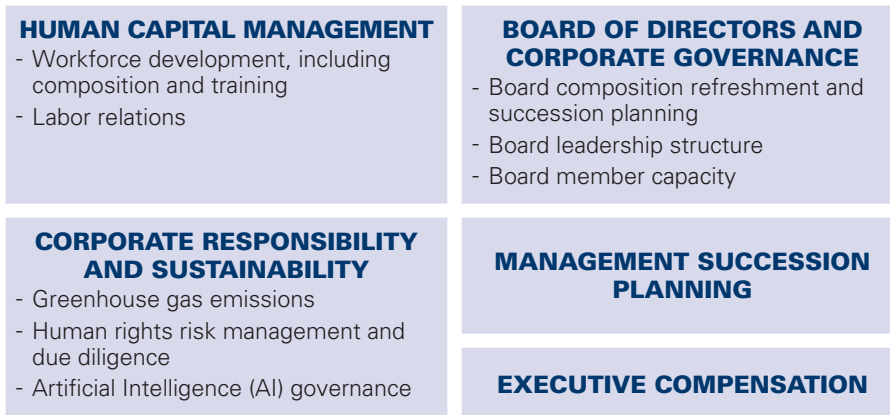 HUMAN CAPITAL MANAGEMENT
- Workforce development, including
composition and training
- Labor relations
BOARD OF DIRECTORS AND
CORPORATE GOVERNANCE
- Board composition refreshment and
succession planning
- Board leadership structure
- Board member capacity
CORPORATE RESPONSIBILITY
AND SUSTAINABILITY
- Greenhouse gas emissions
- Human rights risk management and
due diligence
- Artificial Intelligence (AI) governance
MANAGEMENT SUCCESSION
PLANNING
EXECUTIVE COMPENSATION